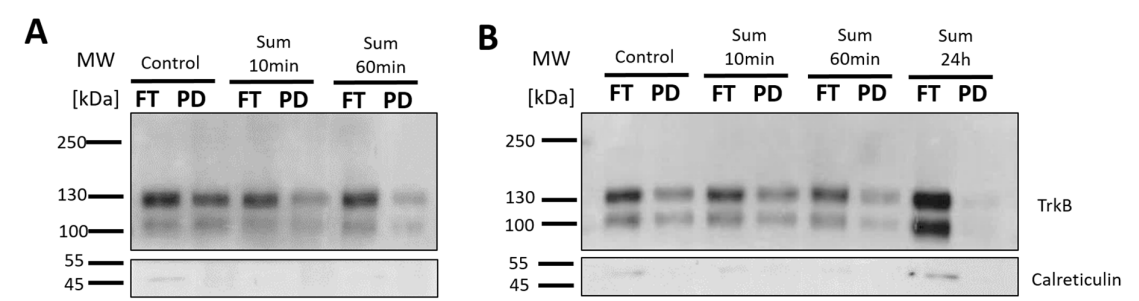 A
MW
[kDa]
Control
Sum
10min
Sum
60min
FT PD FT PD FT PD
250
130
100
55
45
B
MW
[kDa]
Control
Sum
10min
Sum
60min
Sum
24h
FT PD FT PD FT PD FT PD
250
130
100
55
45
TrkB
Calreticulin